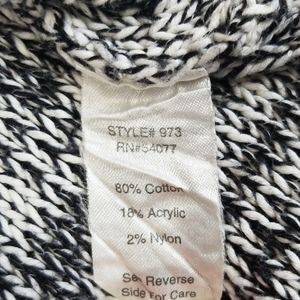 STYLE# 973
RN#54077
80% Cotton
18% Acrylic
2% Nylon
See Reverse
Side For Care